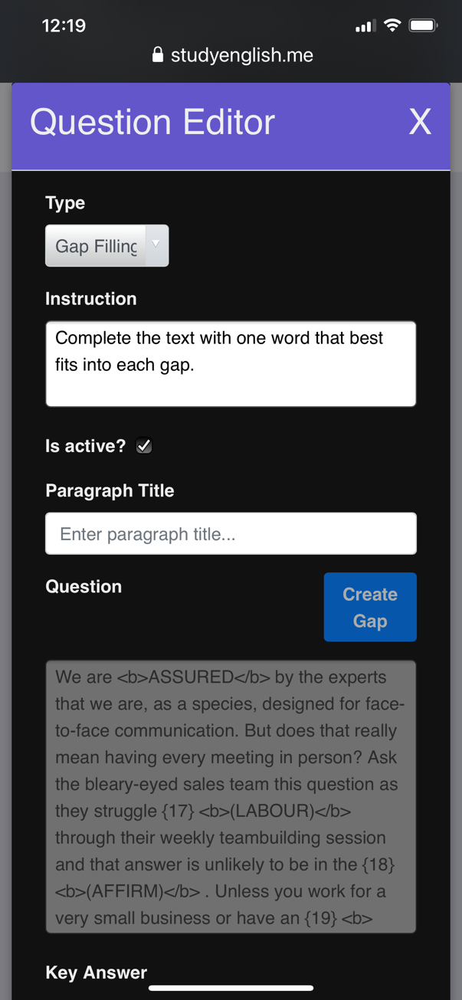 12:19
studyenglish.me
Question Editor X
Type
Gap Filling
Instruction
Complete the text with one word that best
fits into each gap.
Is active?
Paragraph Title
Enter paragraph title...
Question
Create
Gap
We are <b>ASSURED</b> by the experts
that we are, as a species, designed for face-
to-face communication. But does that really
mean having every meeting in person? Ask
the bleary-eyed sales team this question as
they struggle {17} <b>(LABOUR)</b>
through their weekly teambuilding session
and that answer is unlikely to be in the {18}
<b>(AFFIRM)</b> . Unless you work for a
very small business or have an {19} <b>
Key Answer